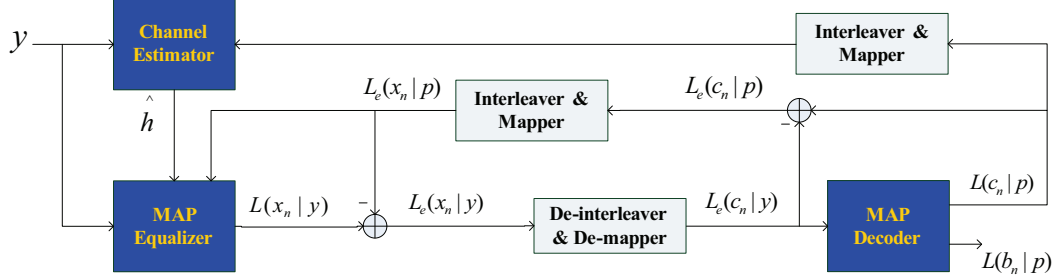 y
Channel
Estimator
Interleaver &
Mapper
ĥ
L_e(x_n | p)
Interleaver &
Mapper
L_e(c_n | p)
-
MAP
Equalizer
L(x_n | y)
-
L_e(x_n | y)
De-interleaver
& De-mapper
L_e(c_n | y)
MAP
Decoder
L(c_n | p)
L(b_n | p)